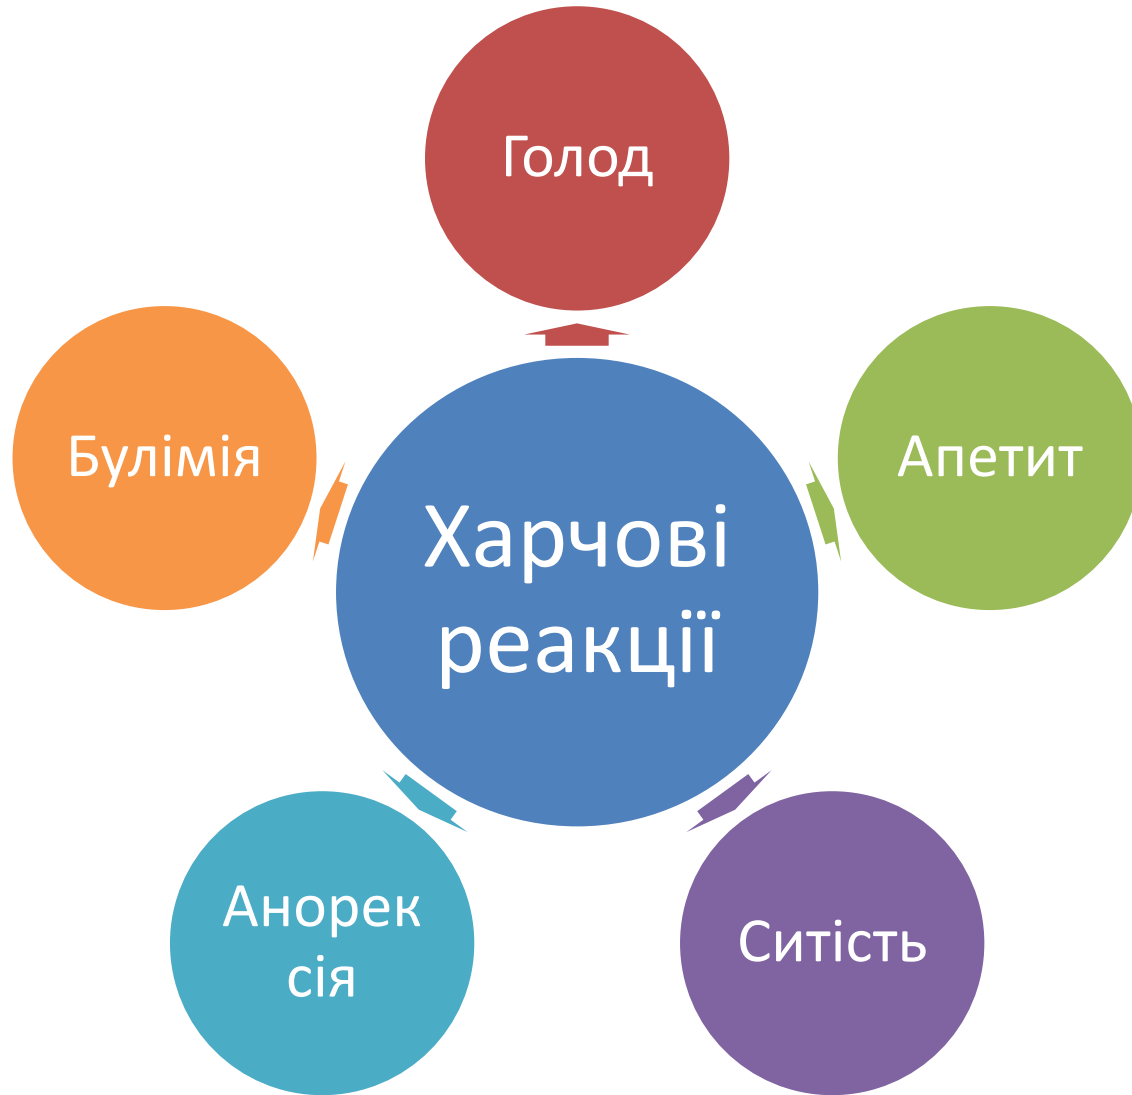 Голод
Булімія
Апетит
Харчові
реакції
Анорек
сія
Ситість